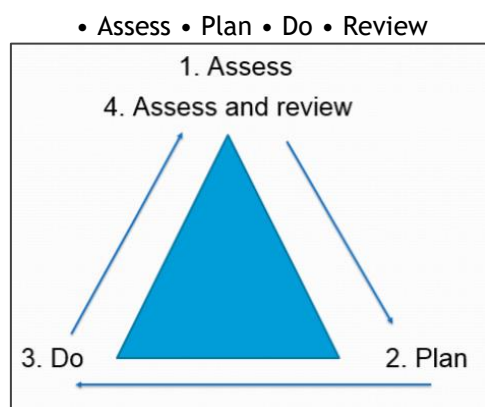 • Assess • Plan • Do • Review
1. Assess
4. Assess and review
3. Do
2. Plan